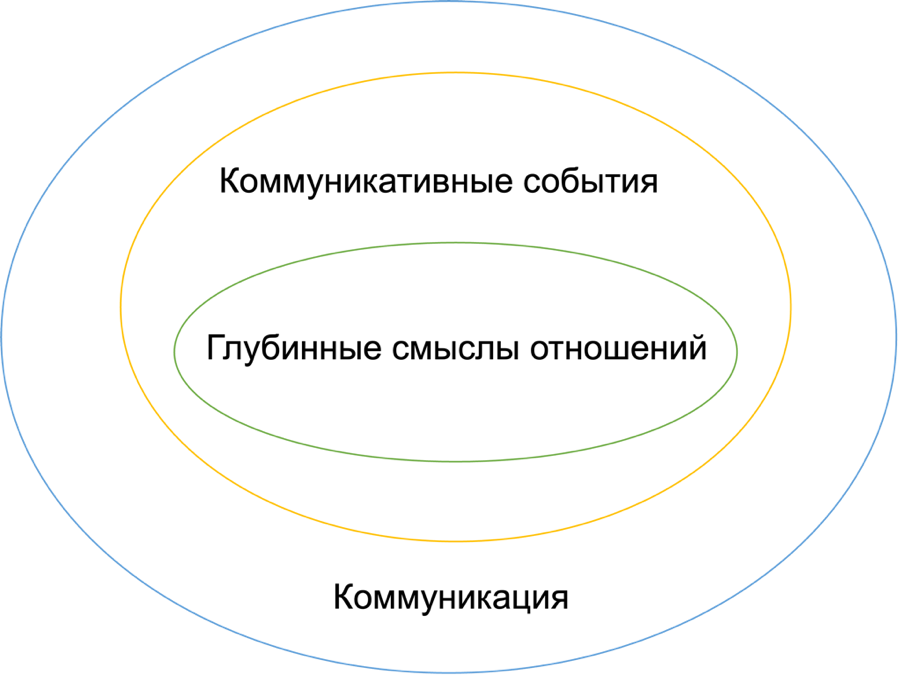 Коммуникативные события
Глубинные смыслы отношений
Коммуникация